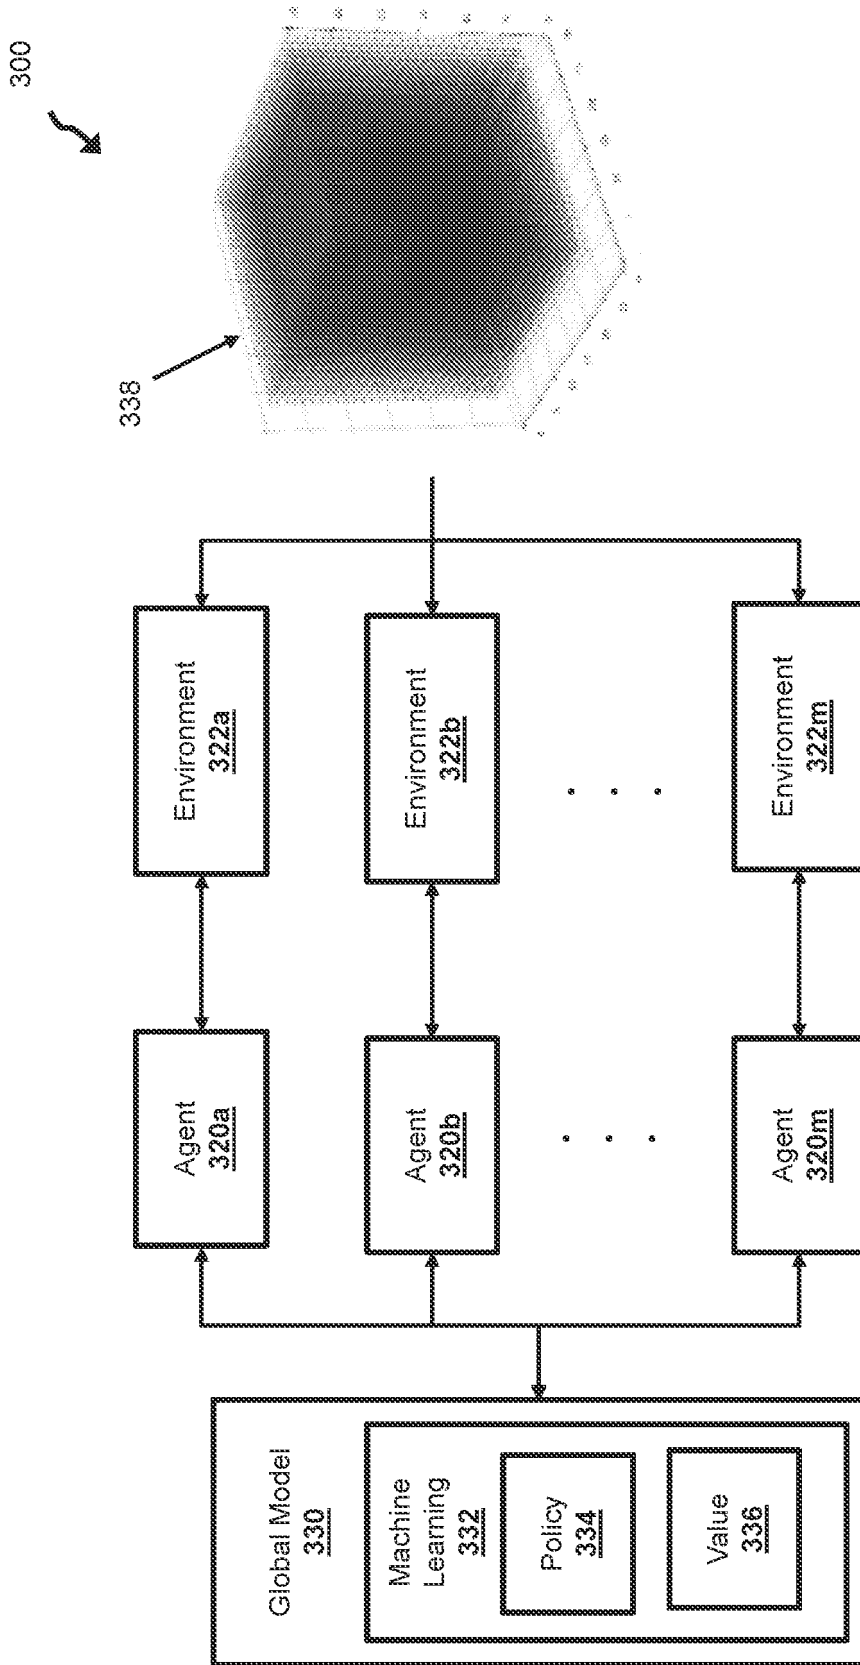 300
338
Global Model
330
Machine
Learning
332
Policy
334
Value
336
Agent
320a
Agent
320b
Agent
320m
Environment
322a
Environment
322b
Environment
322m